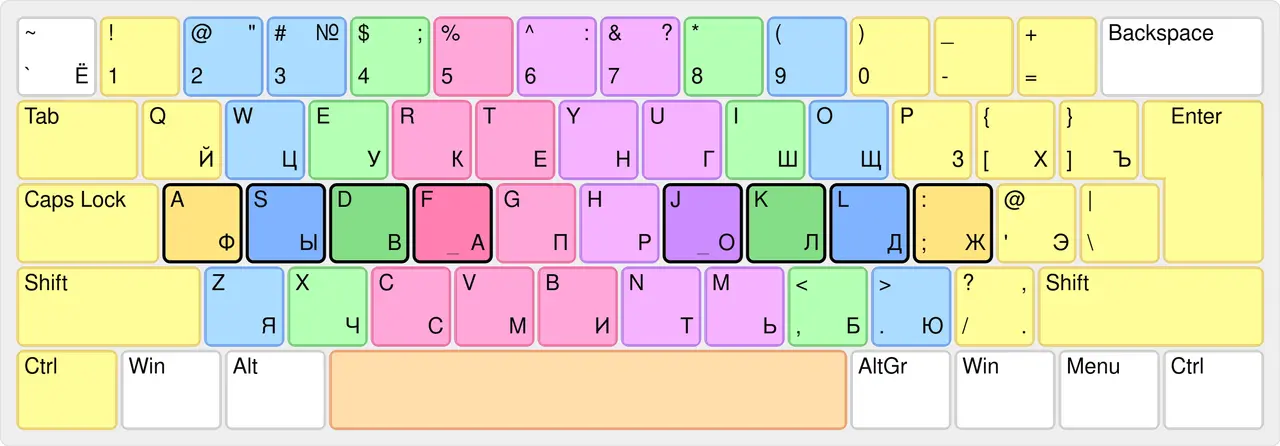 ~ ! @ " # № $ ; % ^ : & ? * ( ) _ + Backspace
` Ё 1 2 3 4 5 6 7 8 9 0 - =
Tab Q W E R T Y U I O P { } Enter
Й Ц У К Е Н Г Ш Щ З [ Х ] Ъ
Caps Lock A S D F G H J K L : @ |
Ф Ы В _ А П Р _ О Л Д ; Ж ' Э \
Shift Z X C V B N M < > ? , Shift
Я Ч С М И Т Ь , Б . Ю / .
Ctrl Win Alt AltGr Win Menu Ctrl